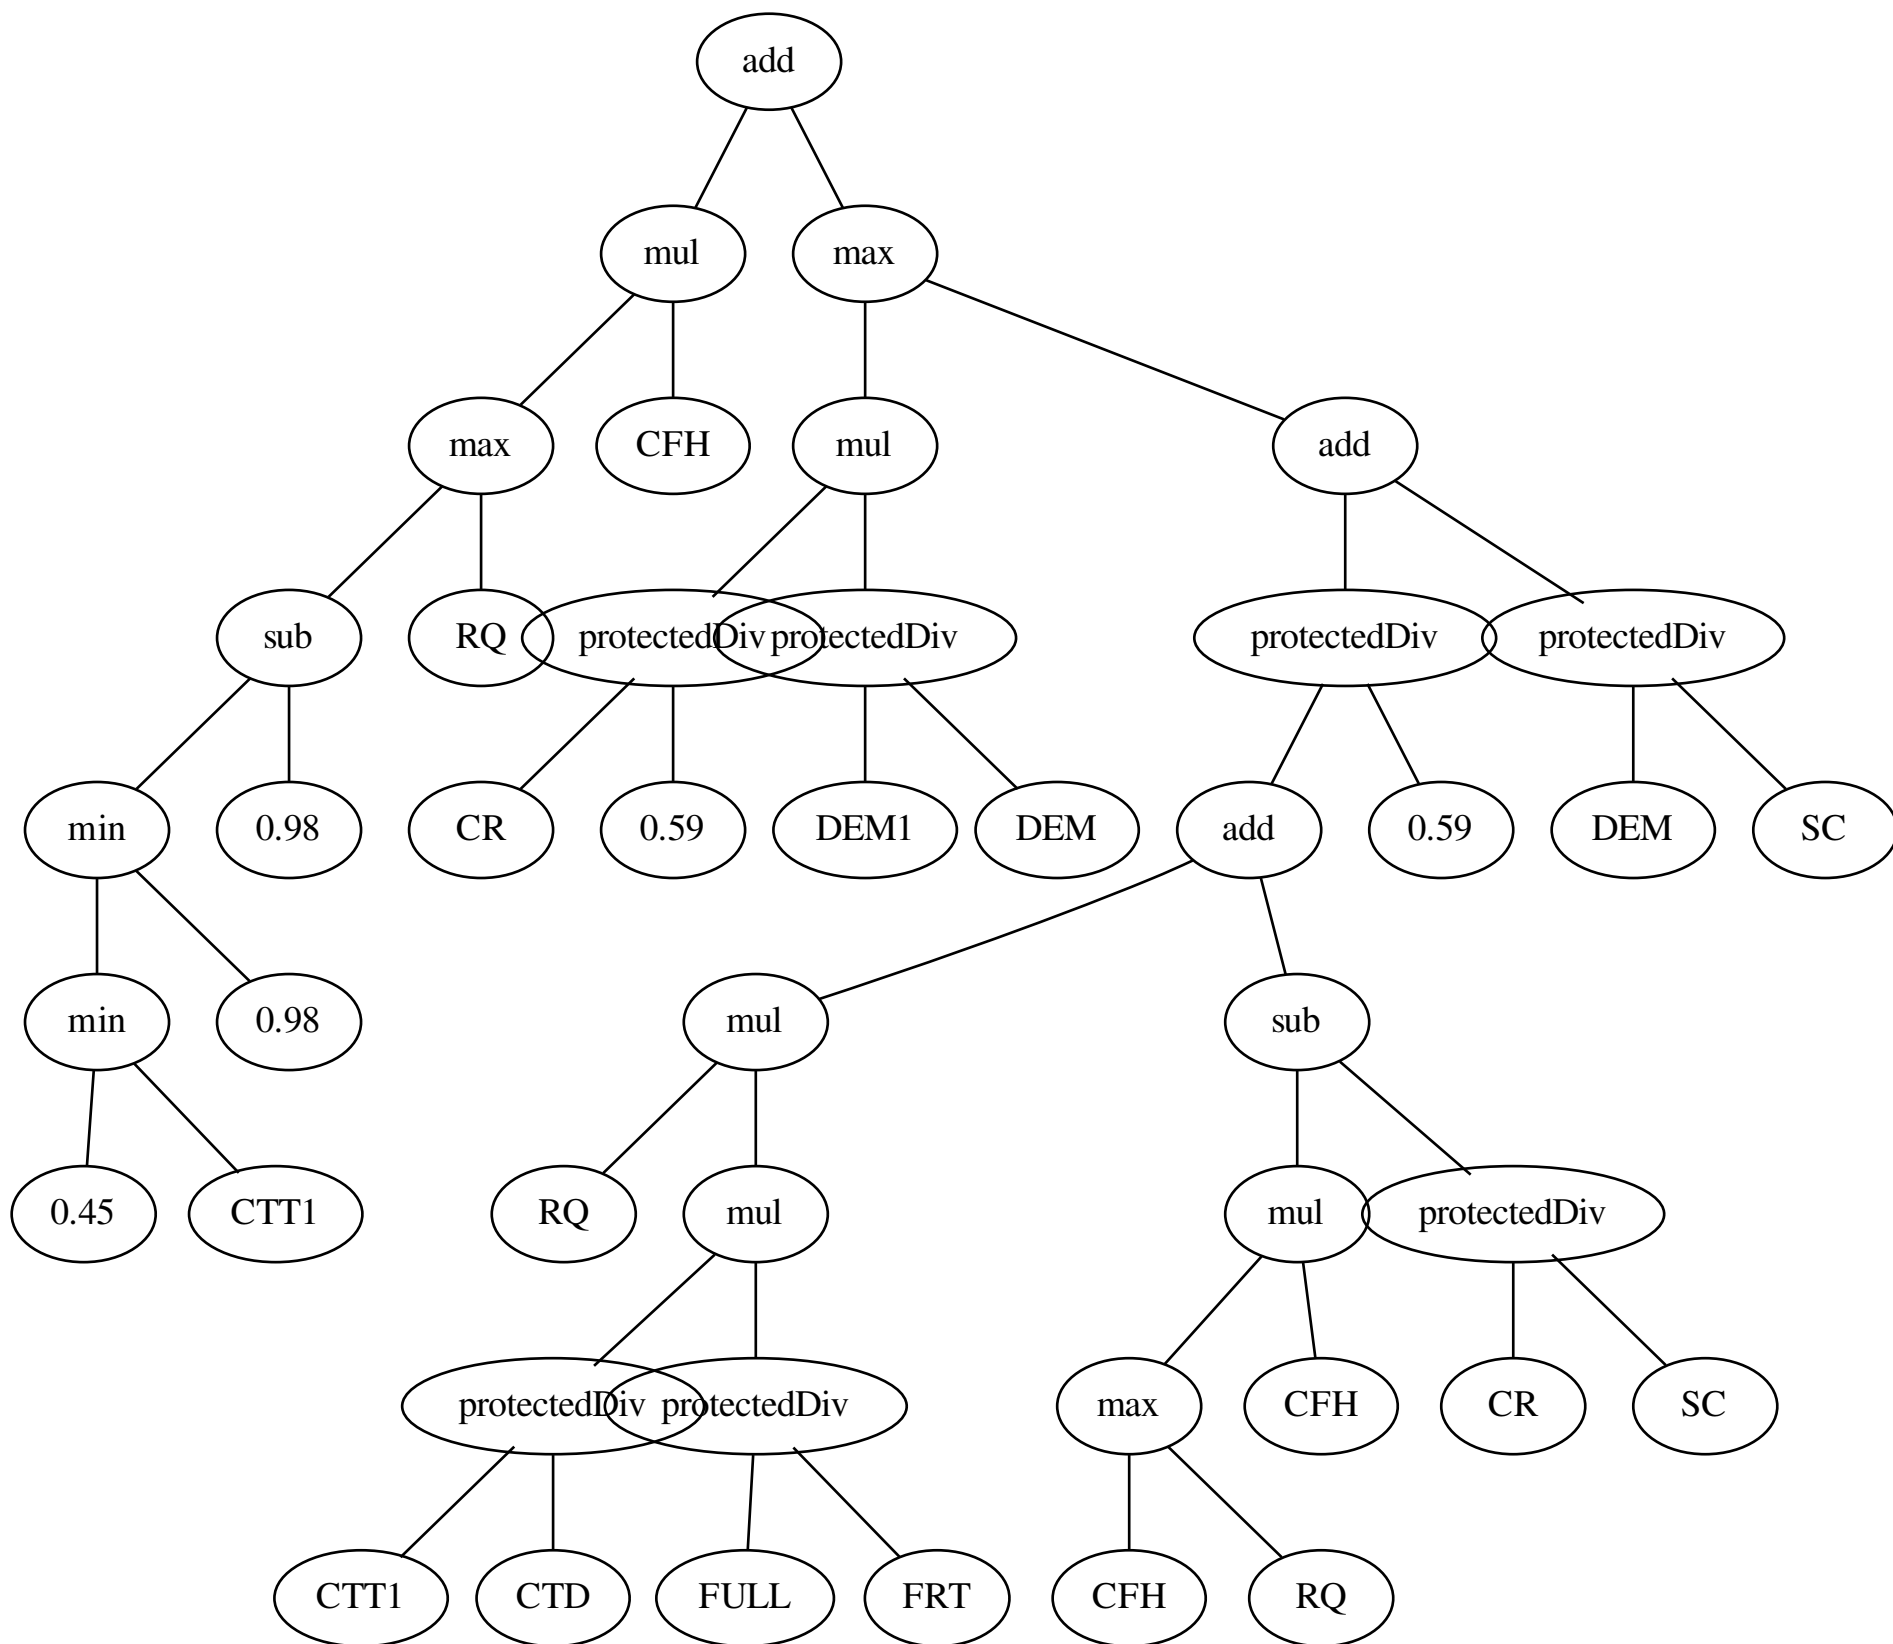 add
mul max
max CFH mul add
sub RQ protectedDiv protectedDiv protectedDiv protectedDiv
min 0.98 CR 0.59 DEM1 DEM add 0.59 DEM SC
min 0.98 mul sub
0.45 CTT1 RQ mul mul protectedDiv
protectedDiv protectedDiv max CFH CR SC
CTT1 CTD FULL FRT CFH RQ